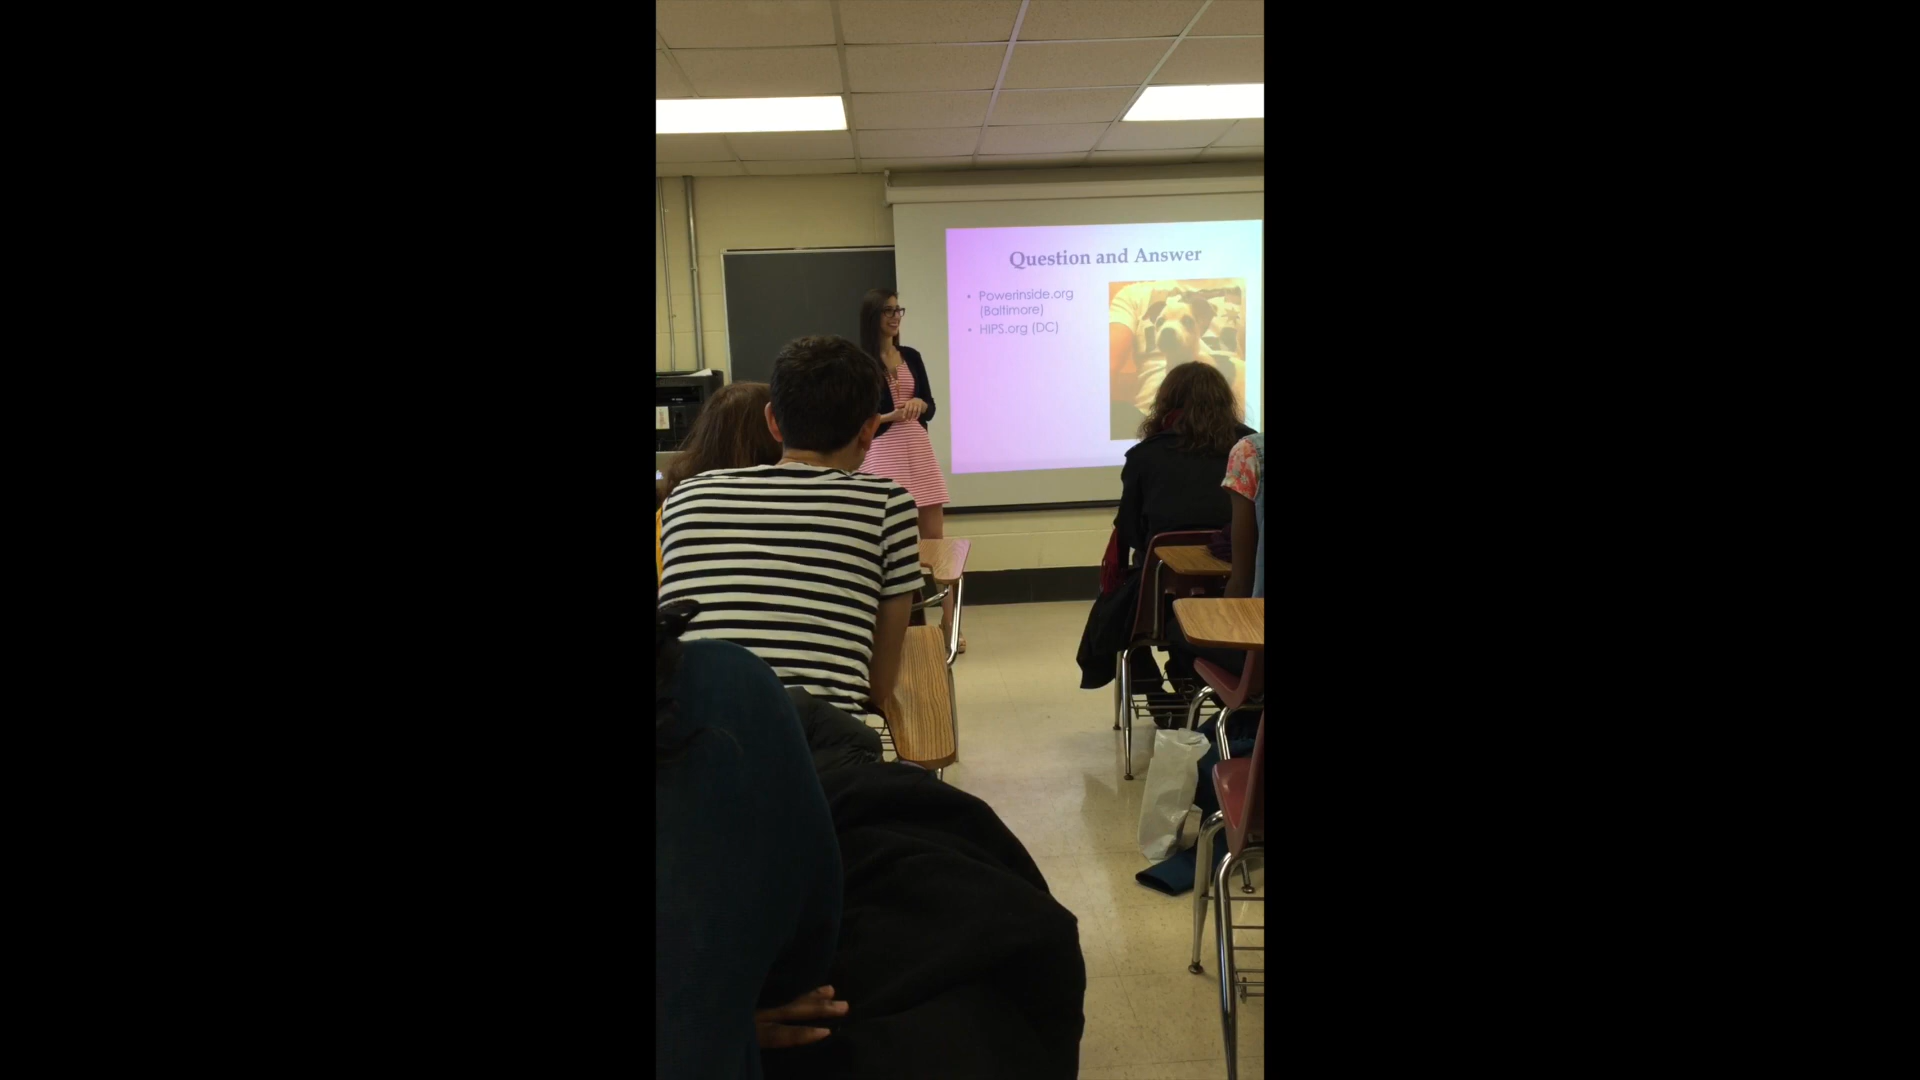 Question and Answer
• Powerinside.org
(Baltimore)
• HIPS.org (DC)